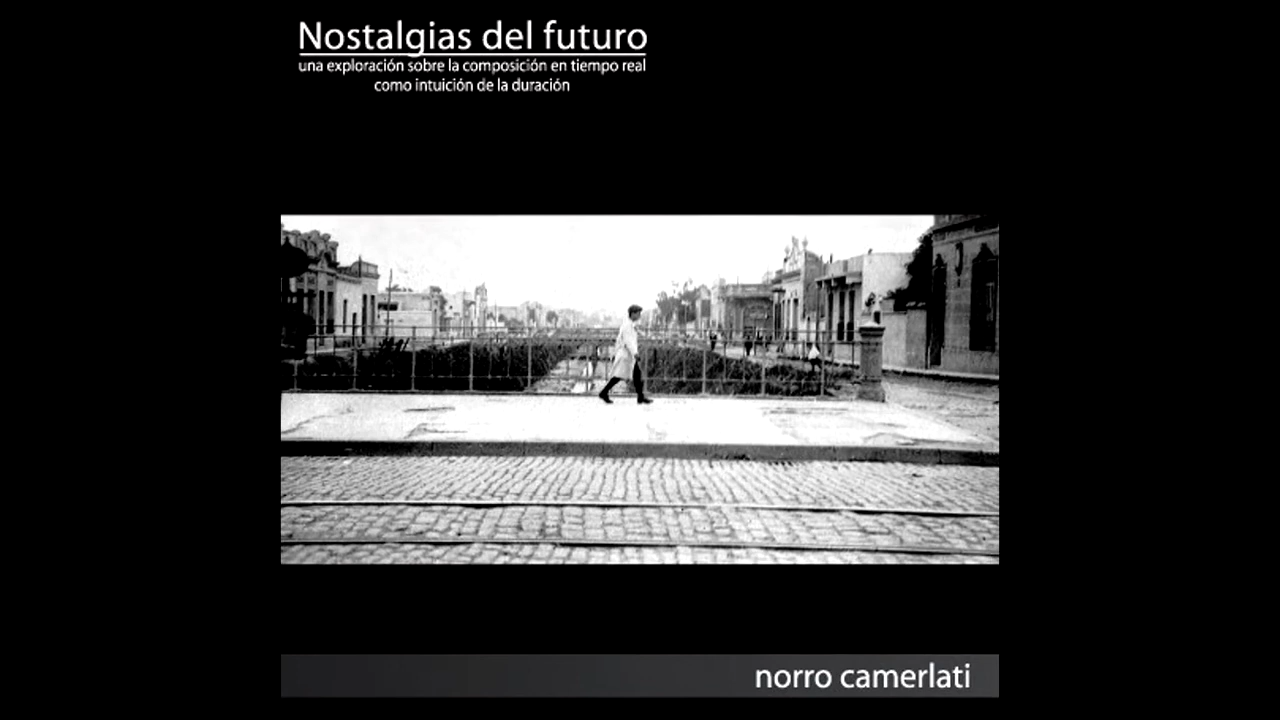 Nostalgias del futuro
una exploración sobre la composición en tiempo real
como intuición de la duración
norro camerlati